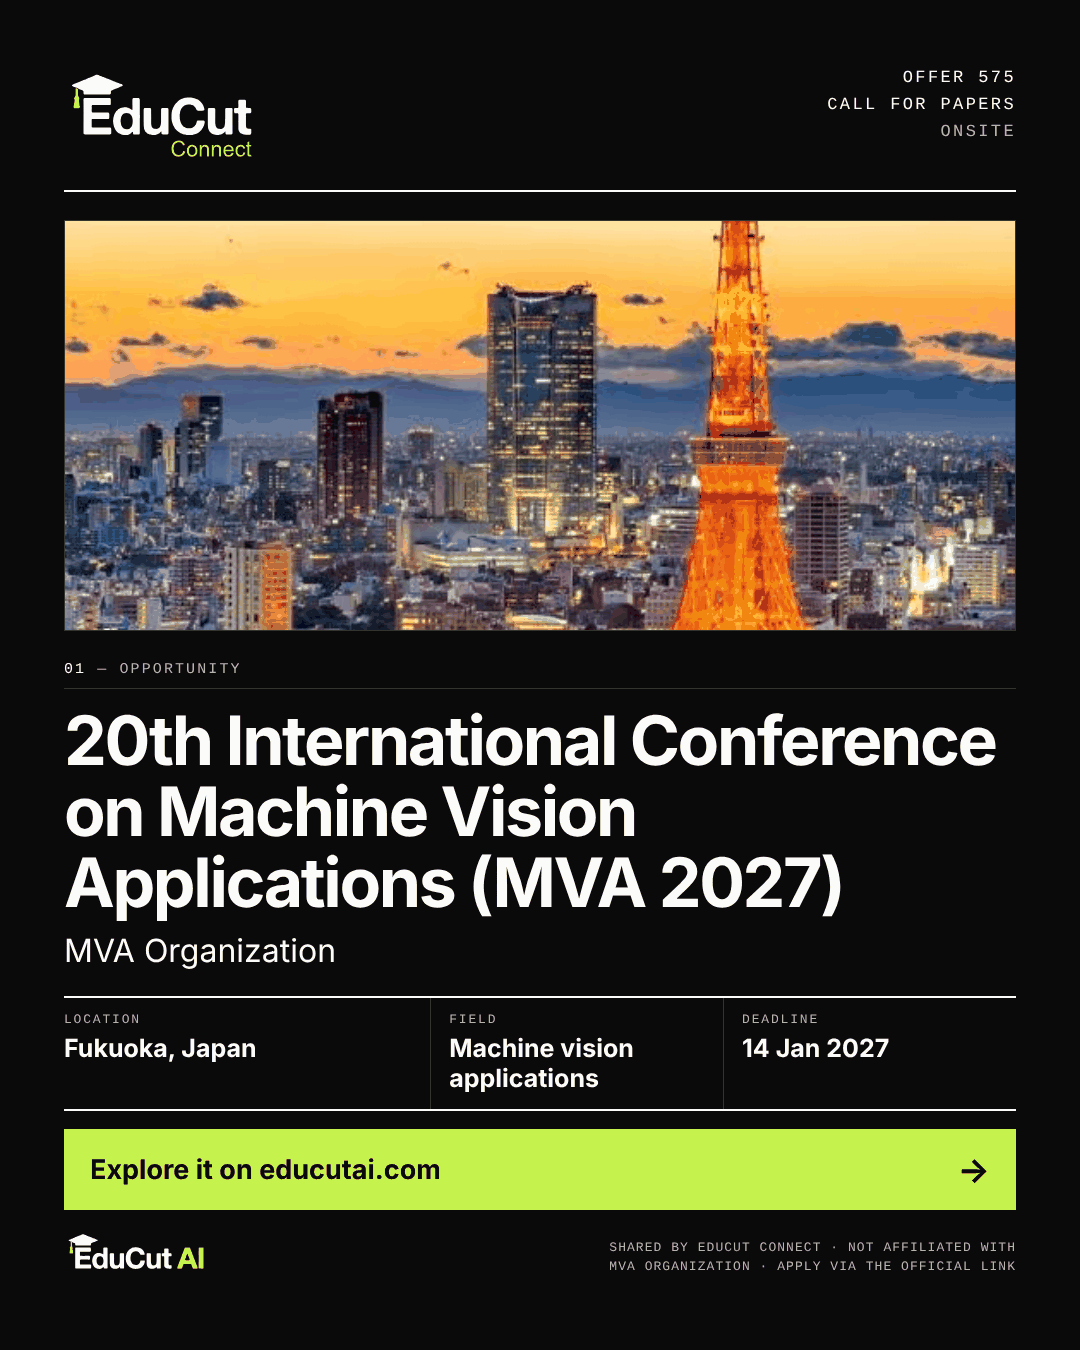 EduCut
Connect
OFFER 575
CALL FOR PAPERS
ONSITE
01 — OPPORTUNITY
20th International Conference
on Machine Vision
Applications (MVA 2027)
MVA Organization
LOCATION
Fukuoka, Japan
FIELD
Machine vision
applications
DEADLINE
14 Jan 2027
Explore it on educutai.com →
EduCut AI
SHARED BY EDUCUT CONNECT · NOT AFFILIATED WITH
MVA ORGANIZATION · APPLY VIA THE OFFICIAL LINK